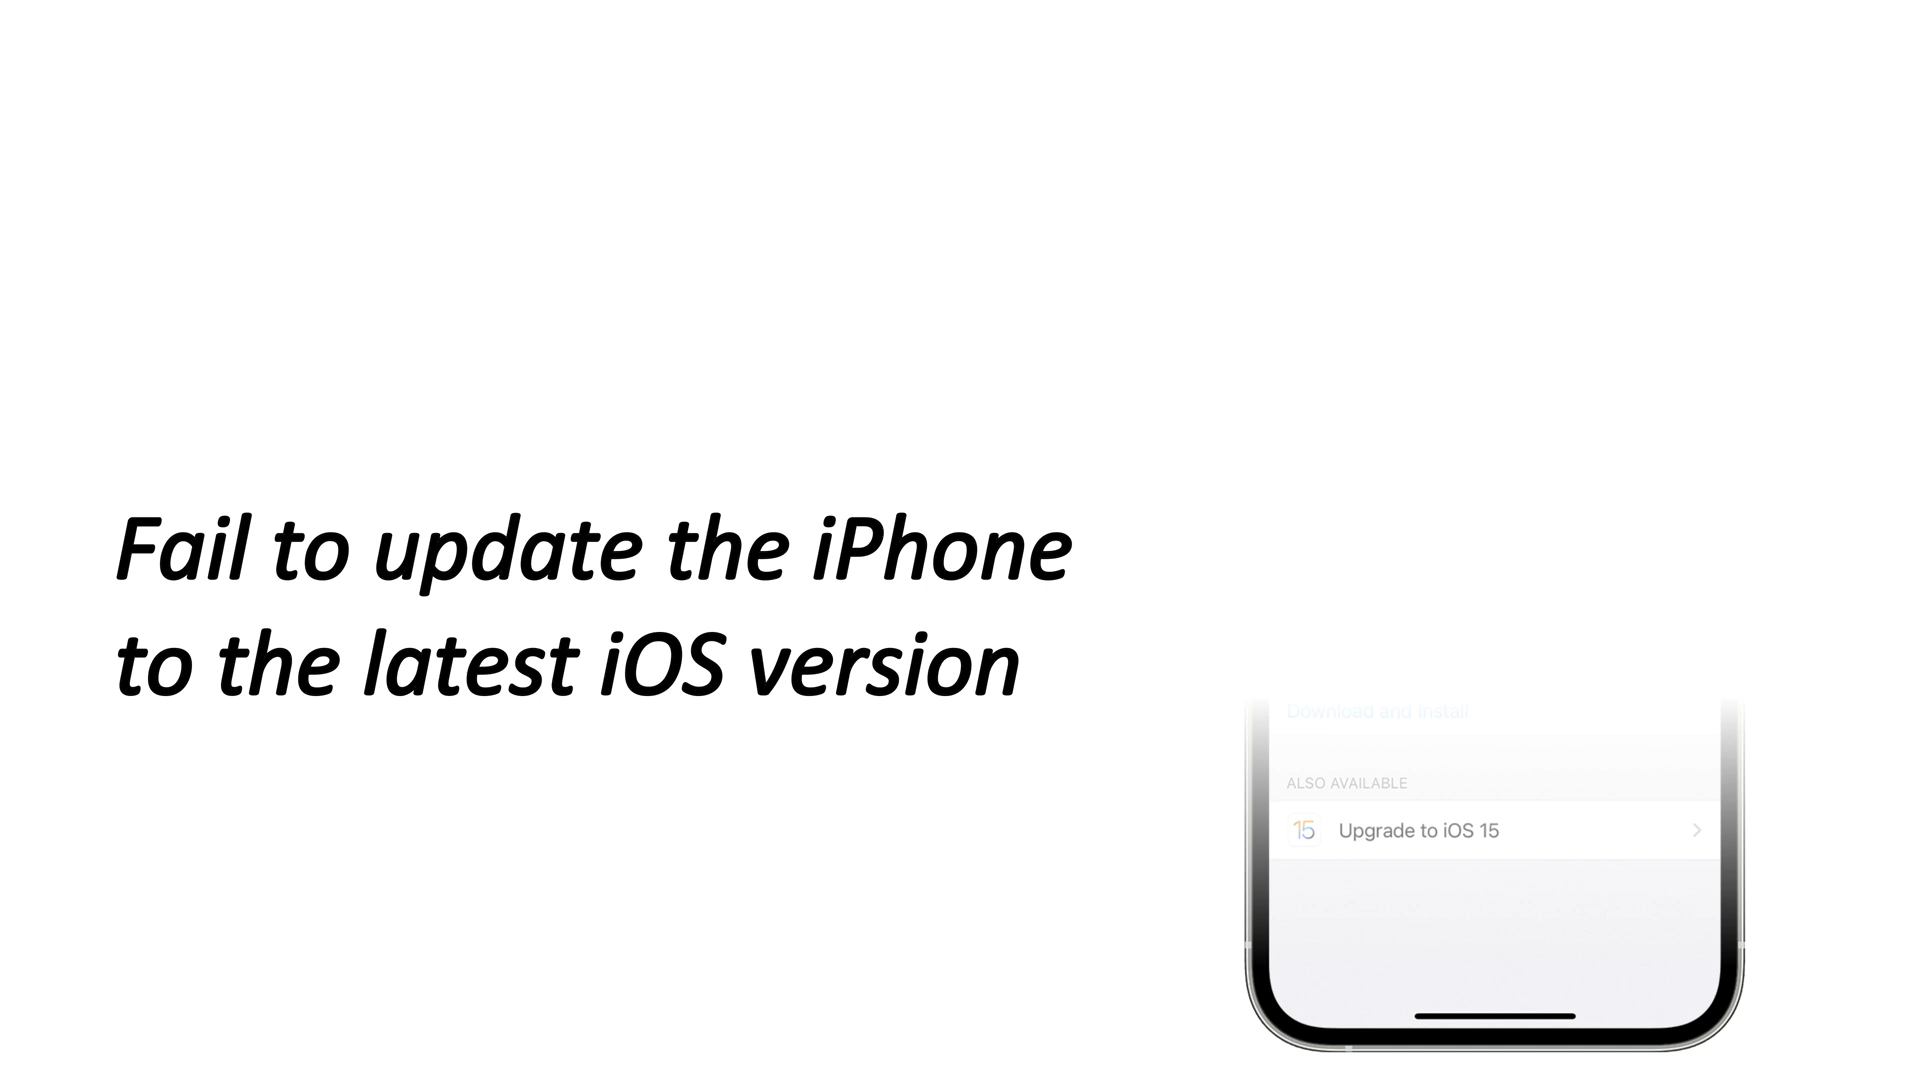 Fail to update the iPhone
to the latest iOS version
Download and Install
ALSO AVAILABLE
15 Upgrade to iOS 15